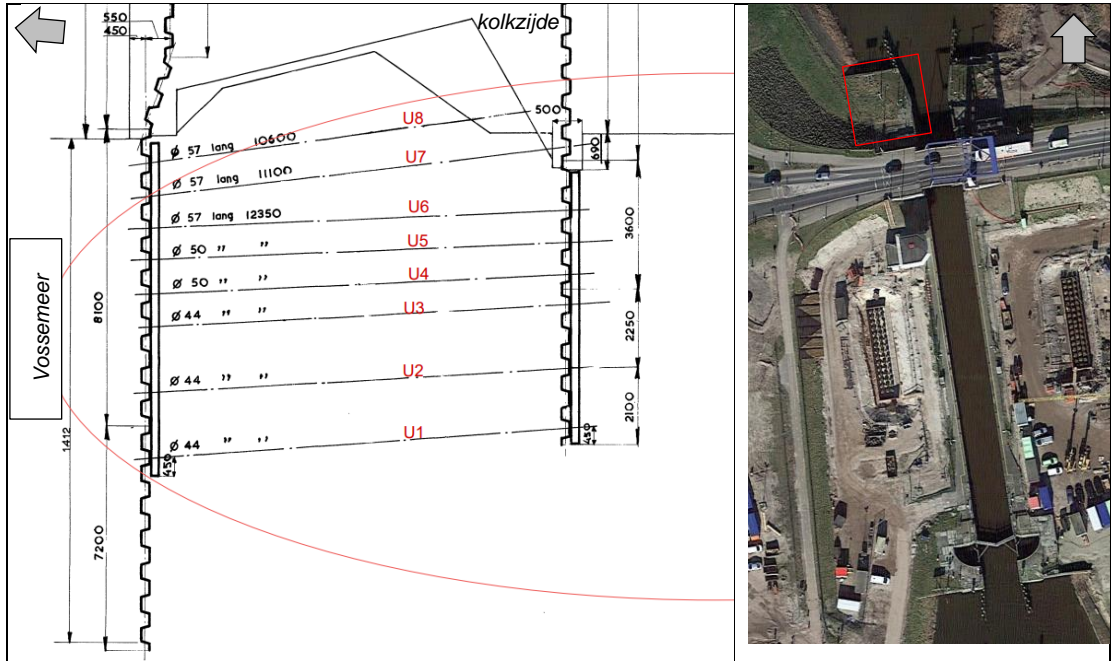 550
450
kolkzijde
500
U8
Ø 57 lang 10600
690
U7
Ø 57 lang 11100
U6
Ø 57 lang 12350
3600
U5
Ø 50 ,, ,,
U4
Ø 50 ,, ,,
Vossemeer
8100
U3
Ø 44 ,, ,,
2250
U2
Ø 44 ,, ,,
2100
U1
Ø 44 ,, ,,
450
450
1412
7200